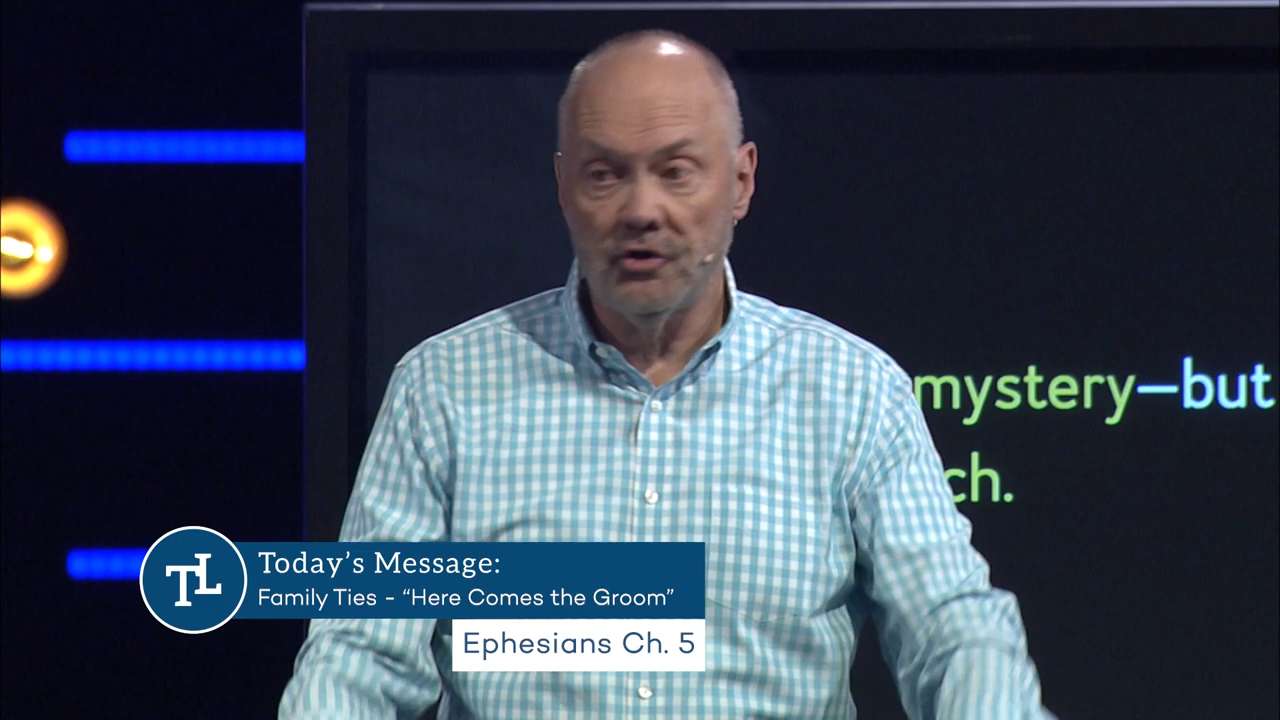 mystery—but
ch.
TL
Today's Message:
Family Ties - “Here Comes the Groom”
Ephesians Ch. 5